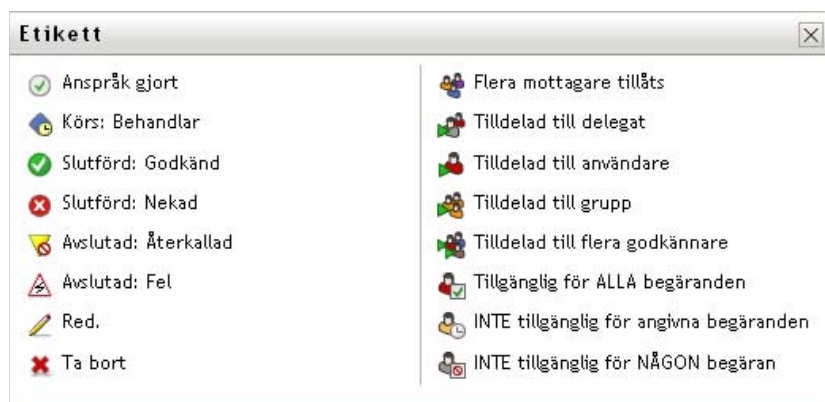 Etikett
Anspråk gjort
Körs: Behandlar
Slutförd: Godkänd
Slutförd: Nekad
Avslutad: Återkallad
Avslutad: Fel
Red.
Ta bort
Flera mottagare tillåts
Tilldelad till delegat
Tilldelad till användare
Tilldelad till grupp
Tilldelad till flera godkännare
Tillgänglig för ALLA begäranden
INTE tillgänglig för angivna begäranden
INTE tillgänglig för NÅGON begäran